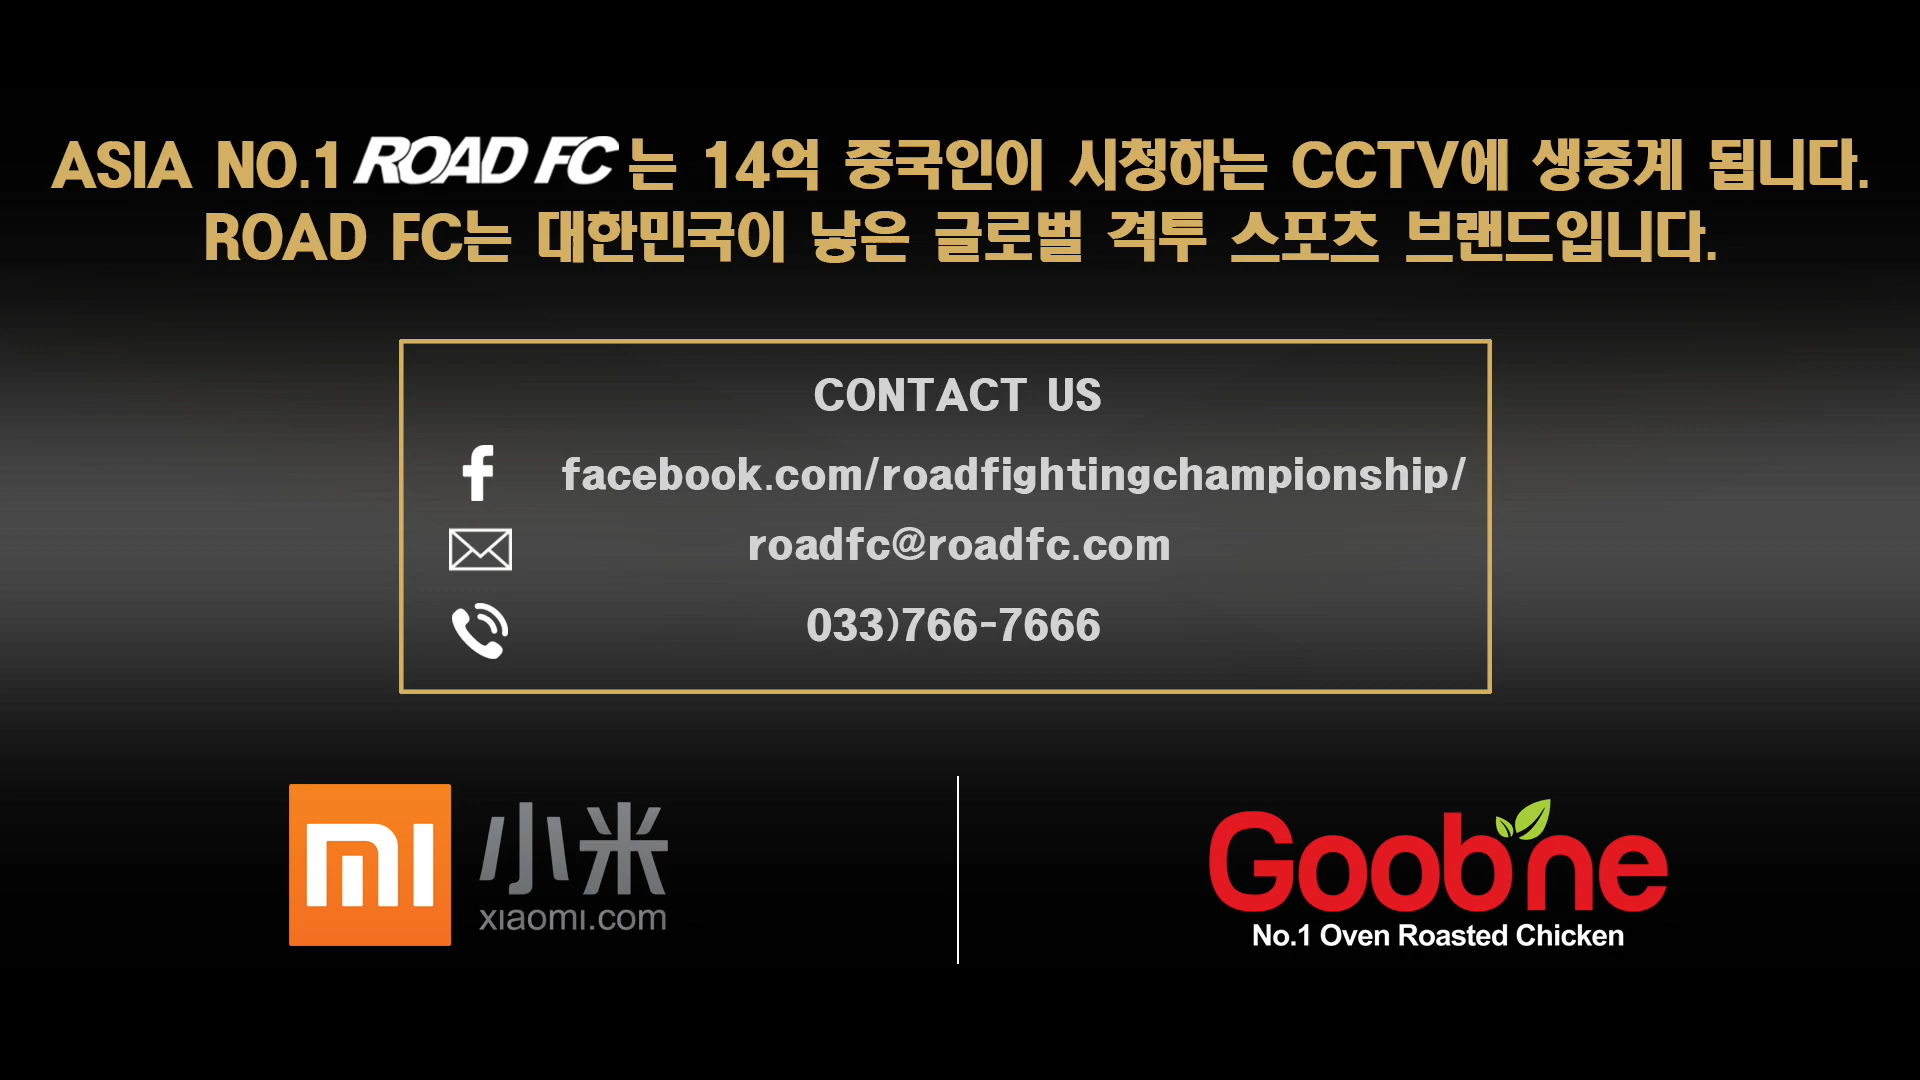 ASIA NO.1 ROAD FC는 14억 중국인이 시청하는 CCTV에 생중계 됩니다.
ROAD FC는 대한민국이 낳은 글로벌 격투 스포츠 브랜드입니다.
CONTACT US
f facebook.com/roadfightingchampionship/
roadfc@roadfc.com
033)766-7666
mi 小米
xiaomi.com
Goobne
No.1 Oven Roasted Chicken